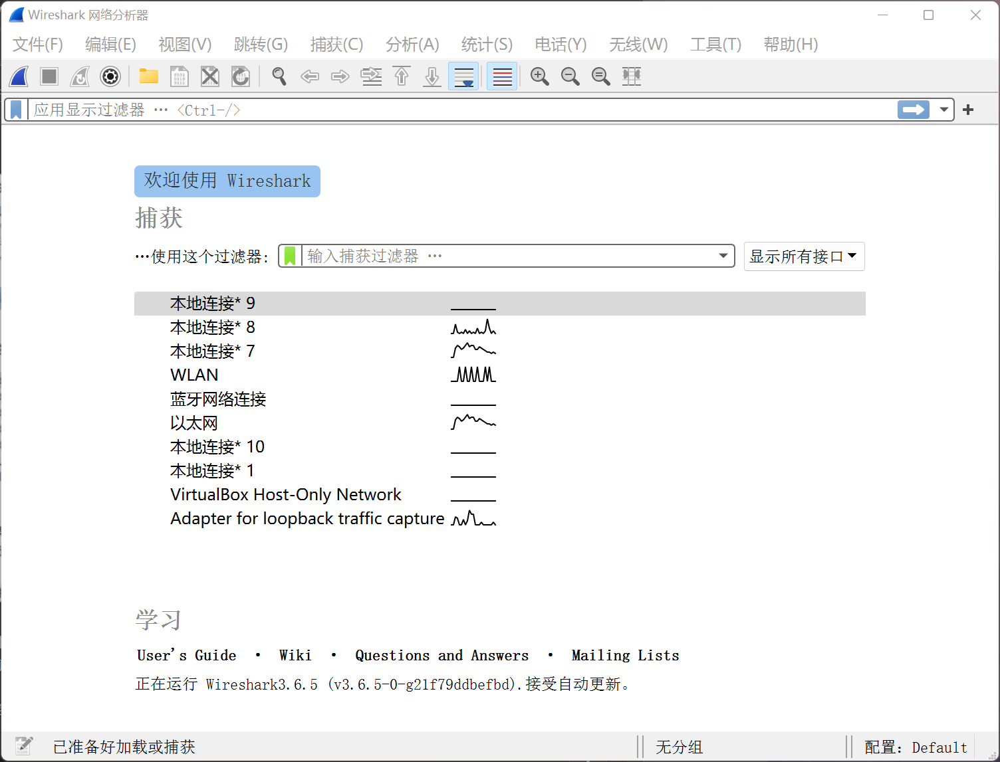 Wireshark 网络分析器
文件(F) 编辑(E) 视图(V) 跳转(G) 捕获(C) 分析(A) 统计(S) 电话(Y) 无线(W) 工具(T) 帮助(H)
应用显示过滤器 … <Ctrl-/>
欢迎使用 Wireshark
捕获
…使用这个过滤器: 输入捕获过滤器 … 显示所有接口
本地连接* 9
本地连接* 8
本地连接* 7
WLAN
蓝牙网络连接
以太网
本地连接* 10
本地连接* 1
VirtualBox Host-Only Network
Adapter for loopback traffic capture
学习
User's Guide · Wiki · Questions and Answers · Mailing Lists
正在运行 Wireshark3.6.5 (v3.6.5-0-g21f79ddbefbd).接受自动更新。
已准备好加载或捕获 无分组 配置: Default